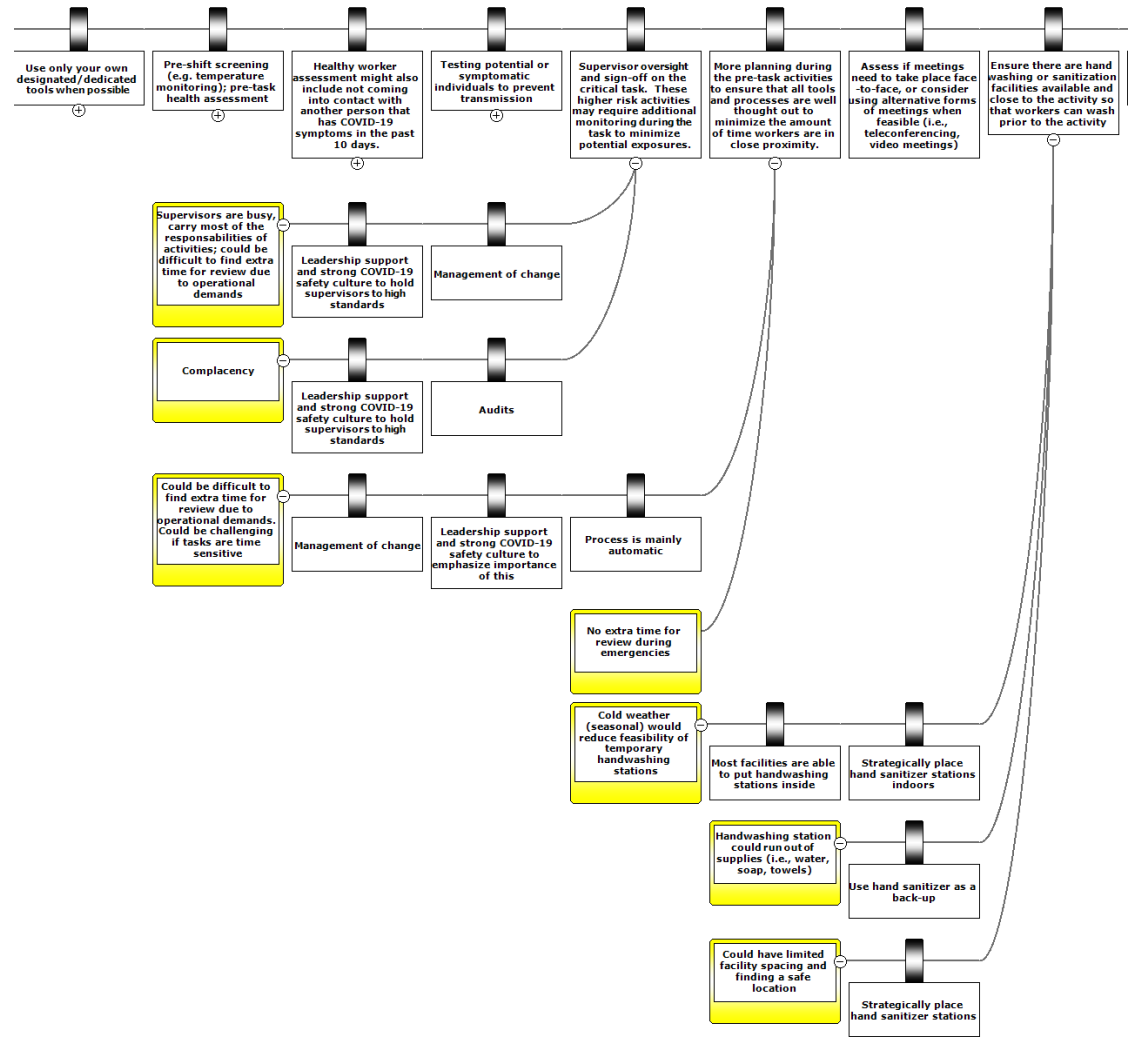 Use only your own
designated/dedicated
tools when possible
Pre-shift screening
(e.g. temperature
monitoring); pre-task
health assessment
Healthy worker
assessment might also
include not coming
into contact with
another person that
has COVID-19
symptoms in the past
10 days.
Testing potential or
symptomatic
individuals to prevent
transmission
Supervisor oversight
and sign-off on the
critical task.  These
higher risk activities
may require additional
monitoring during the
task to minimize
potential exposures.
More planning during
the pre-task activities
to ensure that all tools
and processes are well
thought out to
minimize the amount
of time workers are in
close proximity.
Assess if meetings
need to take place face
-to-face, or consider
using alternative forms
of meetings when
feasible (i.e.,
teleconferencing,
video meetings)
Ensure there are hand
washing or sanitization
facilities available and
close to the activity so
that workers can wash
prior to the activity
Supervisors are busy,
carry most of the
responsabilities of
activities; could be
difficult to find extra
time for review due
to operational
demands
Leadership support
and strong COVID-19
safety culture to hold
supervisors to high
standards
Management of change
Complacency
Leadership support
and strong COVID-19
safety culture to hold
supervisors to high
standards
Audits
Could be difficult to
find extra time for
review due to
operational demands.
Could be challenging
if tasks are time
sensitive
Management of change
Leadership support
and strong COVID-19
safety culture to
emphasize importance
of this
Process is mainly
automatic
No extra time for
review during
emergencies
Cold weather
(seasonal) would
reduce feasibility of
temporary
handwashing
stations
Most facilities are able
to put handwashing
stations inside
Strategically place
hand sanitizer stations
indoors
Handwashing station
could run out of
supplies (i.e., water,
soap, towels)
Use hand sanitizer as a
back-up
Could have limited
facility spacing and
finding a safe
location
Strategically place
hand sanitizer stations